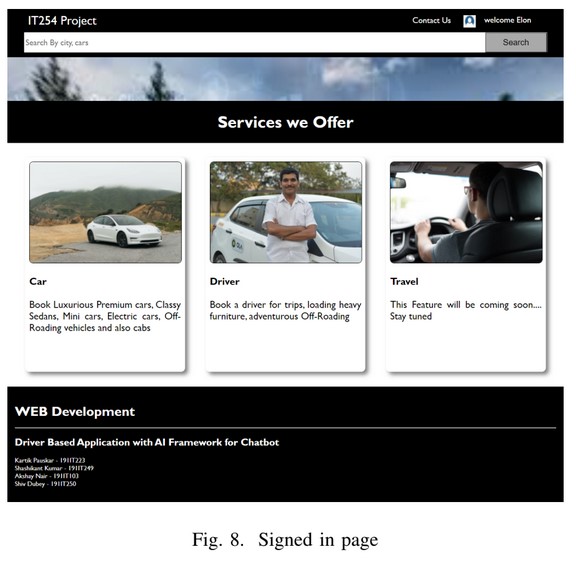 IT254 Project
Contact Us
welcome Elon
Search By city, cars
Search
Services we Offer
Car
Book Luxurious Premium cars, Classy
Sedans, Mini cars, Electric cars, Off-
Roading vehicles and also cabs
Driver
Book a driver for trips, loading heavy
furniture, adventurous Off-Roading
Travel
This Feature will be coming soon....
Stay tuned
WEB Development
Driver Based Application with AI Framework for Chatbot
Kartik Pauskar - 191IT223
Shashikant Kumar - 191IT249
Akshay Nair - 191IT103
Shiv Dubey - 191IT250
Fig. 8. Signed in page